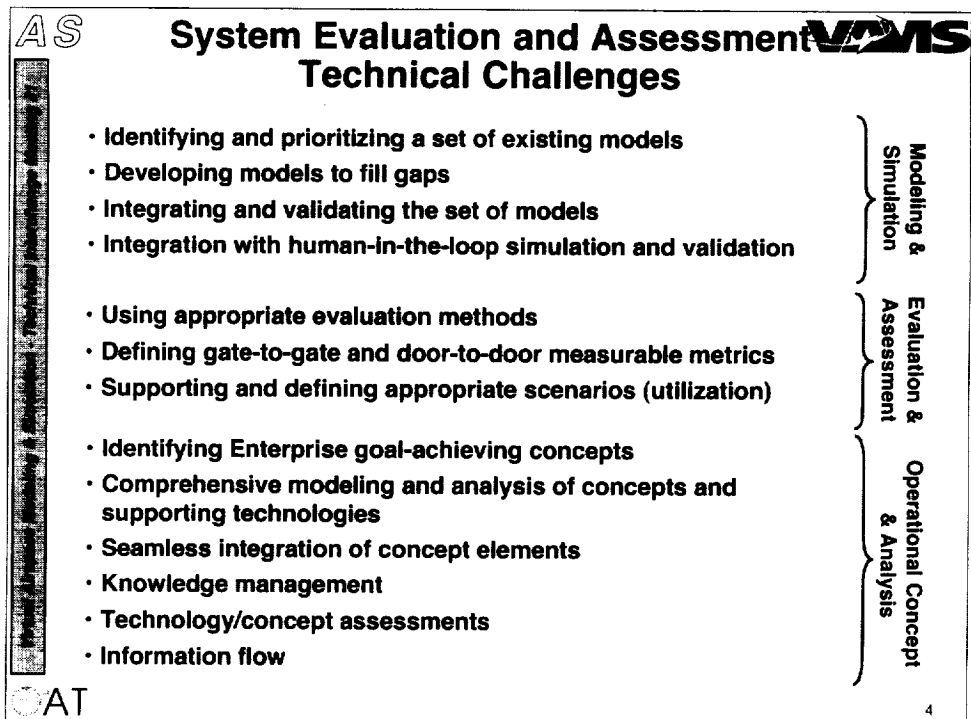 AS
System Evaluation and Assessment
VAMS
Technical Challenges
· Identifying and prioritizing a set of existing models
· Developing models to fill gaps
· Integrating and validating the set of models
· Integration with human-in-the-loop simulation and validation
Modeling &
Simulation
· Using appropriate evaluation methods
· Defining gate-to-gate and door-to-door measurable metrics
· Supporting and defining appropriate scenarios (utilization)
Evaluation &
Assessment
· Identifying Enterprise goal-achieving concepts
· Comprehensive modeling and analysis of concepts and
supporting technologies
· Seamless integration of concept elements
· Knowledge management
· Technology/concept assessments
· Information flow
Operational Concept
& Analysis
AT
4